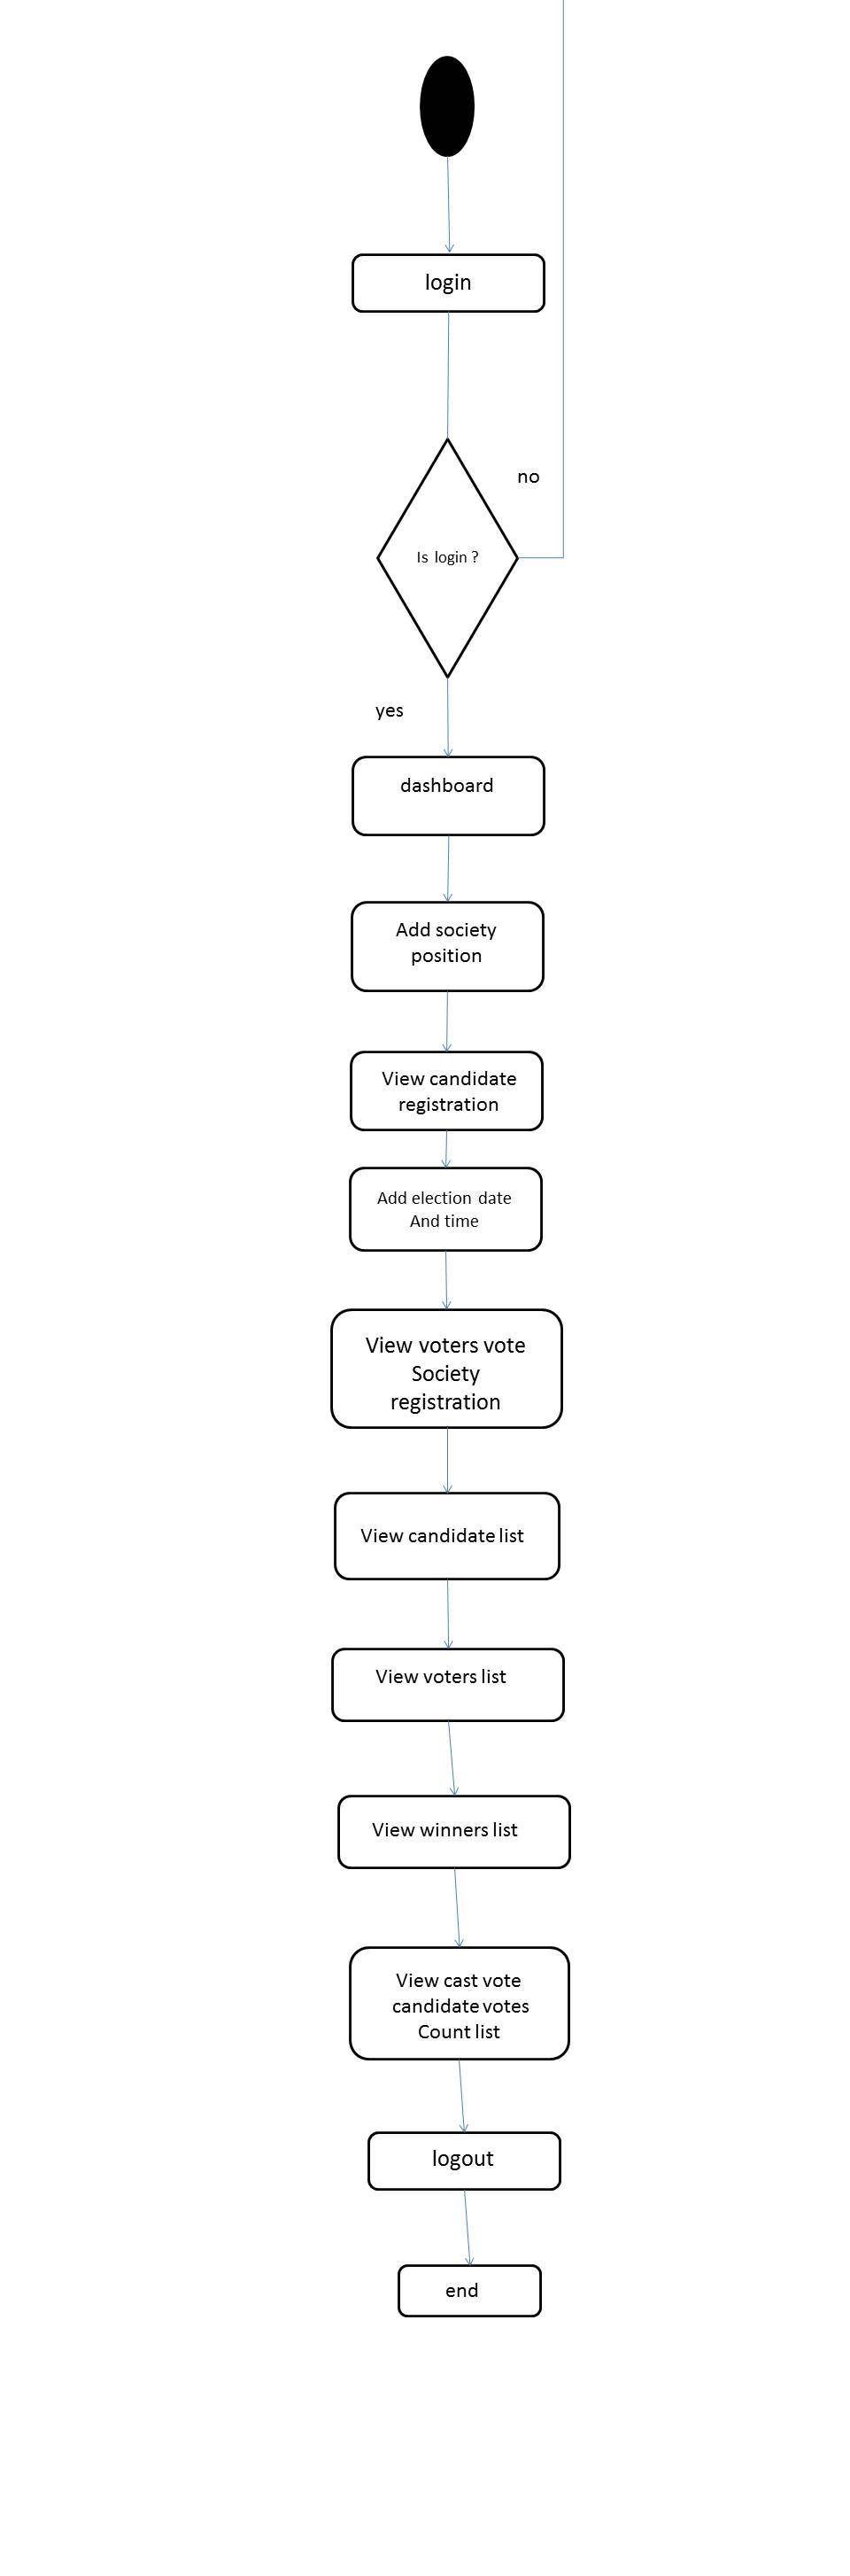 login
no
Is login ?
yes
dashboard
Add society
position
View candidate
registration
Add election date
And time
View voters vote
Society
registration
View candidate list
View voters list
View winners list
View cast vote
candidate votes
Count list
logout
end